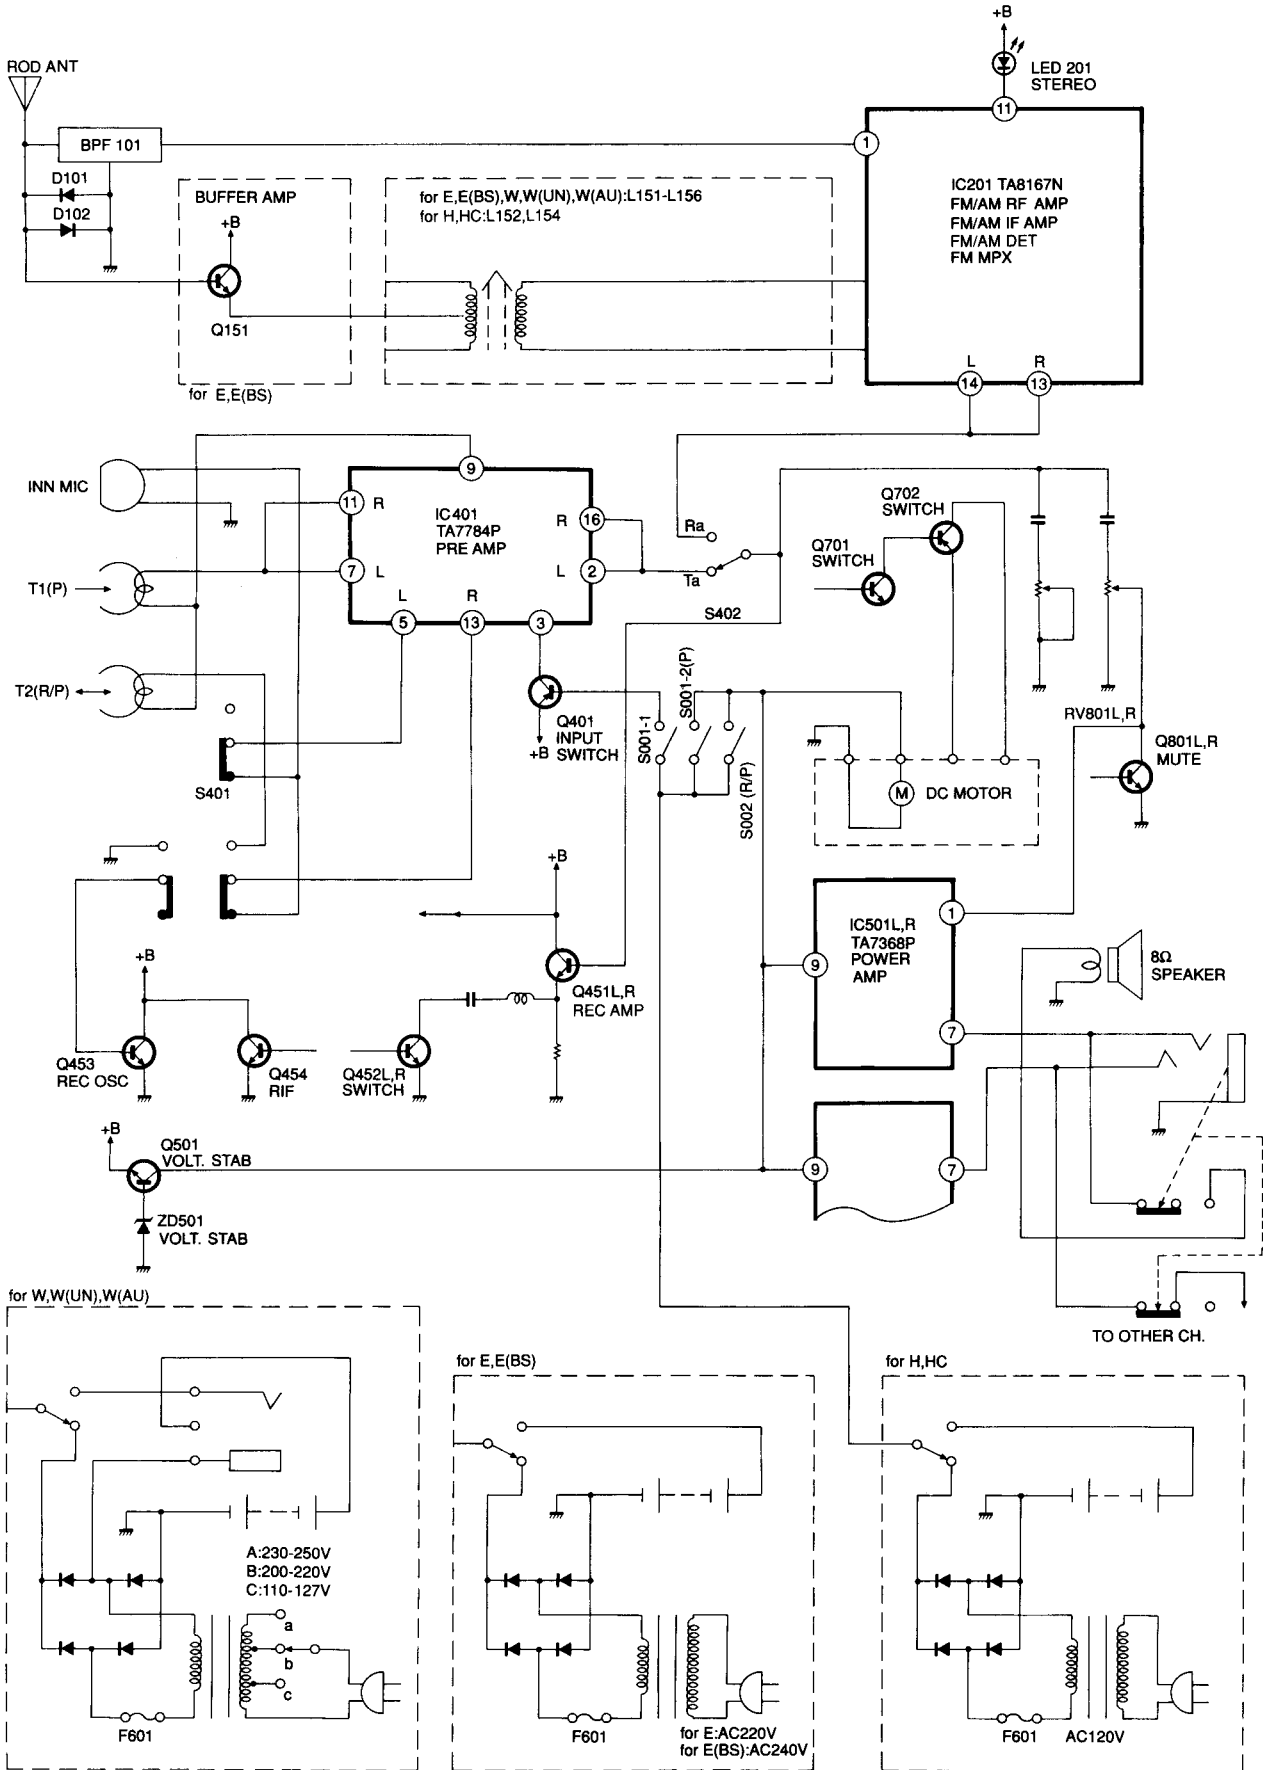 +B
LED 201
STEREO
11
ROD ANT
BPF 101
1
D101
D102
BUFFER AMP
+B
Q151
for E,E(BS)
for E,E(BS),W,W(UN),W(AU):L151-L156
for H,HC:L152,L154
IC201 TA8167N
FM/AM RF AMP
FM/AM IF AMP
FM/AM DET
FM MPX
L
R
14
13
INN MIC
T1(P)
T2(R/P)
9
11
R
IC401
TA7784P
PRE AMP
R
16
7
L
L
2
L
R
5
13
3
Ra
Ta
S402
Q701
SWITCH
Q702
SWITCH
Q401
INPUT
SWITCH
+B
S001-1
S001-2(P)
S002 (R/P)
M
DC MOTOR
RV801L,R
Q801L,R
MUTE
S401
+B
Q451L,R
REC AMP
+B
Q453
REC OSC
Q454
RIF
Q452L,R
SWITCH
IC501L,R
TA7368P
POWER
AMP
1
9
7
8Ω
SPEAKER
+B
Q501
VOLT. STAB
ZD501
VOLT. STAB
9
7
TO OTHER CH.
for W,W(UN),W(AU)
A:230-250V
B:200-220V
C:110-127V
a
b
c
F601
for E,E(BS)
F601
for E:AC220V
for E(BS):AC240V
for H,HC
F601
AC120V